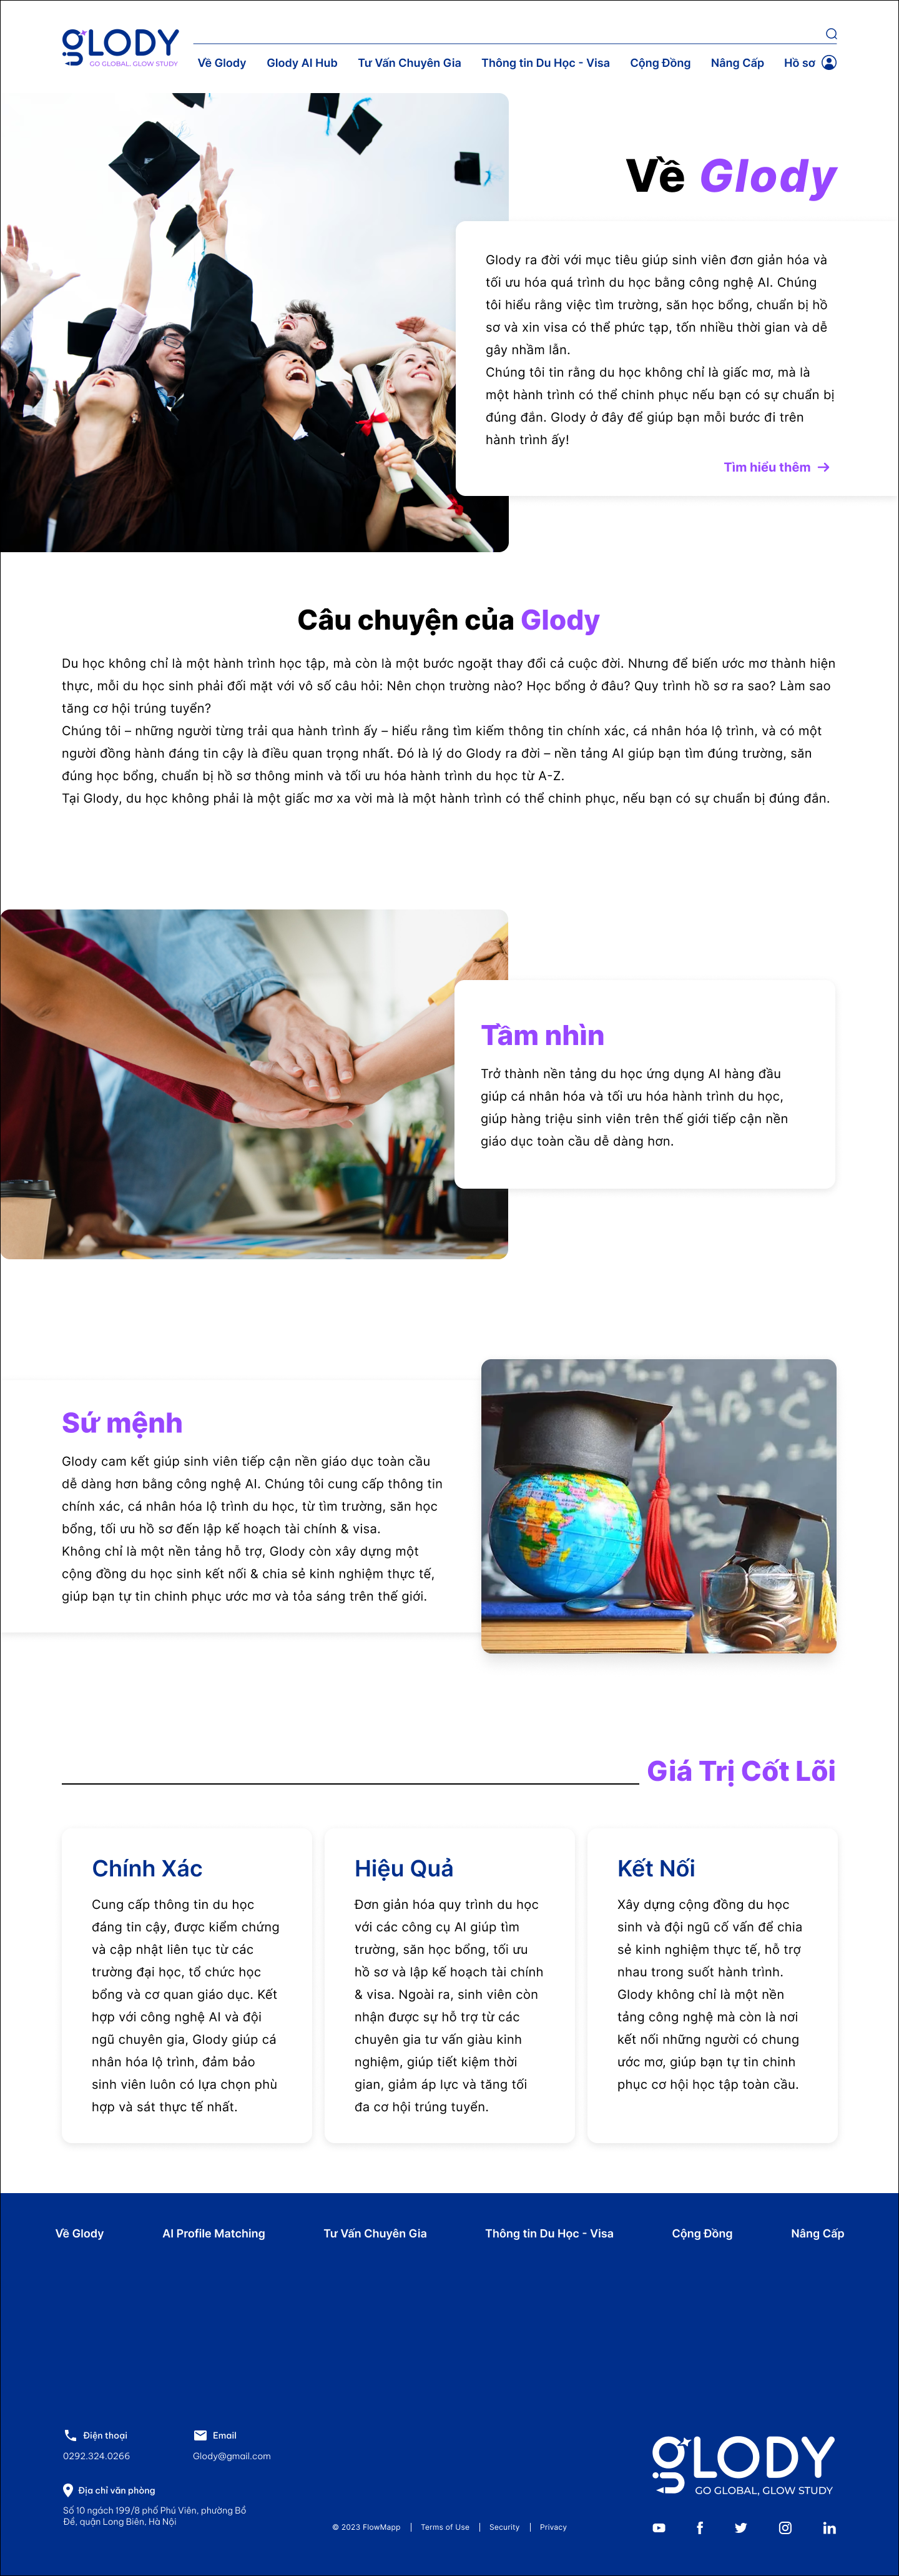 gLODY
GO GLOBAL, GLOW STUDY
Về Glody
Glody AI Hub
Tư Vấn Chuyên Gia
Thông tin Du Học - Visa
Cộng Đồng
Nâng Cấp
Hồ sơ
Về Glody
Glody ra đời với mục tiêu giúp sinh viên đơn giản hóa và
tối ưu hóa quá trình du học bằng công nghệ AI. Chúng
tôi hiểu rằng việc tìm trường, săn học bổng, chuẩn bị hồ
sơ và xin visa có thể phức tạp, tốn nhiều thời gian và dễ
gây nhầm lẫn.
Chúng tôi tin rằng du học không chỉ là giấc mơ, mà là
một hành trình có thể chinh phục nếu bạn có sự chuẩn bị
đúng đắn. Glody ở đây để giúp bạn mỗi bước đi trên
hành trình ấy!
Tìm hiểu thêm →
Câu chuyện của Glody
Du học không chỉ là một hành trình học tập, mà còn là một bước ngoặt thay đổi cả cuộc đời. Nhưng để biến ước mơ thành hiện
thực, mỗi du học sinh phải đối mặt với vô số câu hỏi: Nên chọn trường nào? Học bổng ở đâu? Quy trình hồ sơ ra sao? Làm sao
tăng cơ hội trúng tuyển?
Chúng tôi – những người từng trải qua hành trình ấy – hiểu rằng tìm kiếm thông tin chính xác, cá nhân hóa lộ trình, và có một
người đồng hành đáng tin cậy là điều quan trọng nhất. Đó là lý do Glody ra đời – nền tảng AI giúp bạn tìm đúng trường, săn
đúng học bổng, chuẩn bị hồ sơ thông minh và tối ưu hóa hành trình du học từ A-Z.
Tại Glody, du học không phải là một giấc mơ xa vời mà là một hành trình có thể chinh phục, nếu bạn có sự chuẩn bị đúng đắn.
Tầm nhìn
Trở thành nền tảng du học ứng dụng AI hàng đầu
giúp cá nhân hóa và tối ưu hóa hành trình du học,
giúp hàng triệu sinh viên trên thế giới tiếp cận nền
giáo dục toàn cầu dễ dàng hơn.
Sứ mệnh
Glody cam kết giúp sinh viên tiếp cận nền giáo dục toàn cầu
dễ dàng hơn bằng công nghệ AI. Chúng tôi cung cấp thông tin
chính xác, cá nhân hóa lộ trình du học, từ tìm trường, săn học
bổng, tối ưu hồ sơ đến lập kế hoạch tài chính & visa.
Không chỉ là một nền tảng hỗ trợ, Glody còn xây dựng một
cộng đồng du học sinh kết nối & chia sẻ kinh nghiệm thực tế,
giúp bạn tự tin chinh phục ước mơ và tỏa sáng trên thế giới.
Giá Trị Cốt Lõi
Chính Xác
Cung cấp thông tin du học
đáng tin cậy, được kiểm chứng
và cập nhật liên tục từ các
trường đại học, tổ chức học
bổng và cơ quan giáo dục. Kết
hợp với công nghệ AI và đội
ngũ chuyên gia, Glody giúp cá
nhân hóa lộ trình, đảm bảo
sinh viên luôn có lựa chọn phù
hợp và sát thực tế nhất.
Hiệu Quả
Đơn giản hóa quy trình du học
với các công cụ AI giúp tìm
trường, săn học bổng, tối ưu
hồ sơ và lập kế hoạch tài chính
& visa. Ngoài ra, sinh viên còn
nhận được sự hỗ trợ từ các
chuyên gia tư vấn giàu kinh
nghiệm, giúp tiết kiệm thời
gian, giảm áp lực và tăng tối
đa cơ hội trúng tuyển.
Kết Nối
Xây dựng cộng đồng du học
sinh và đội ngũ cố vấn để chia
sẻ kinh nghiệm thực tế, hỗ trợ
nhau trong suốt hành trình.
Glody không chỉ là một nền
tảng công nghệ mà còn là nơi
kết nối những người có chung
ước mơ, giúp bạn tự tin chinh
phục cơ hội học tập toàn cầu.
Về Glody
AI Profile Matching
Tư Vấn Chuyên Gia
Thông tin Du Học - Visa
Cộng Đồng
Nâng Cấp
Điện thoại
0292.324.0266
Email
Glody@gmail.com
Địa chỉ văn phòng
Số 10 ngách 199/8 phố Phú Viên, phường Bồ
Đề, quận Long Biên, Hà Nội
© 2023 FlowMapp | Terms of Use | Security | Privacy
gLODY
GO GLOBAL, GLOW STUDY